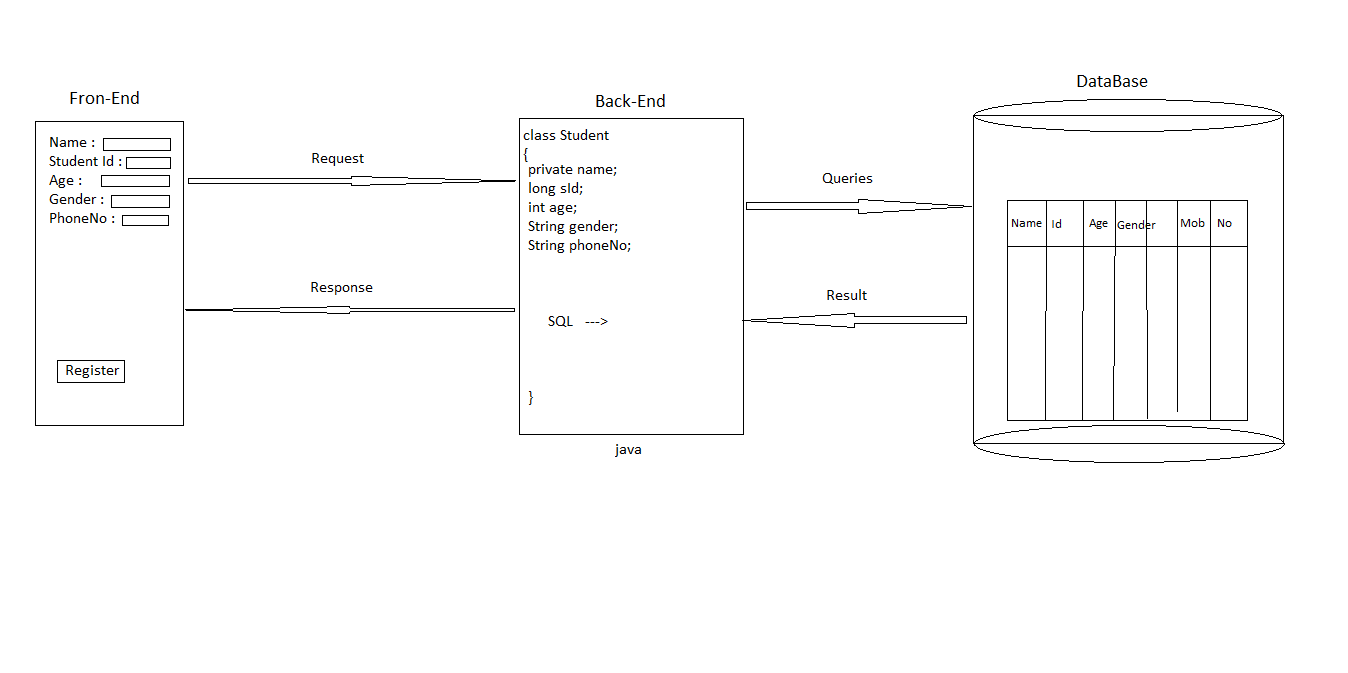 Fron-End
Name :
Student Id :
Age :
Gender :
PhoneNo :
Register
Request
Response
Back-End
class Student
{
private name;
long sId;
int age;
String gender;
String phoneNo;
SQL --->
}
java
Queries
Result
DataBase
Name Id Age Gender Mob No